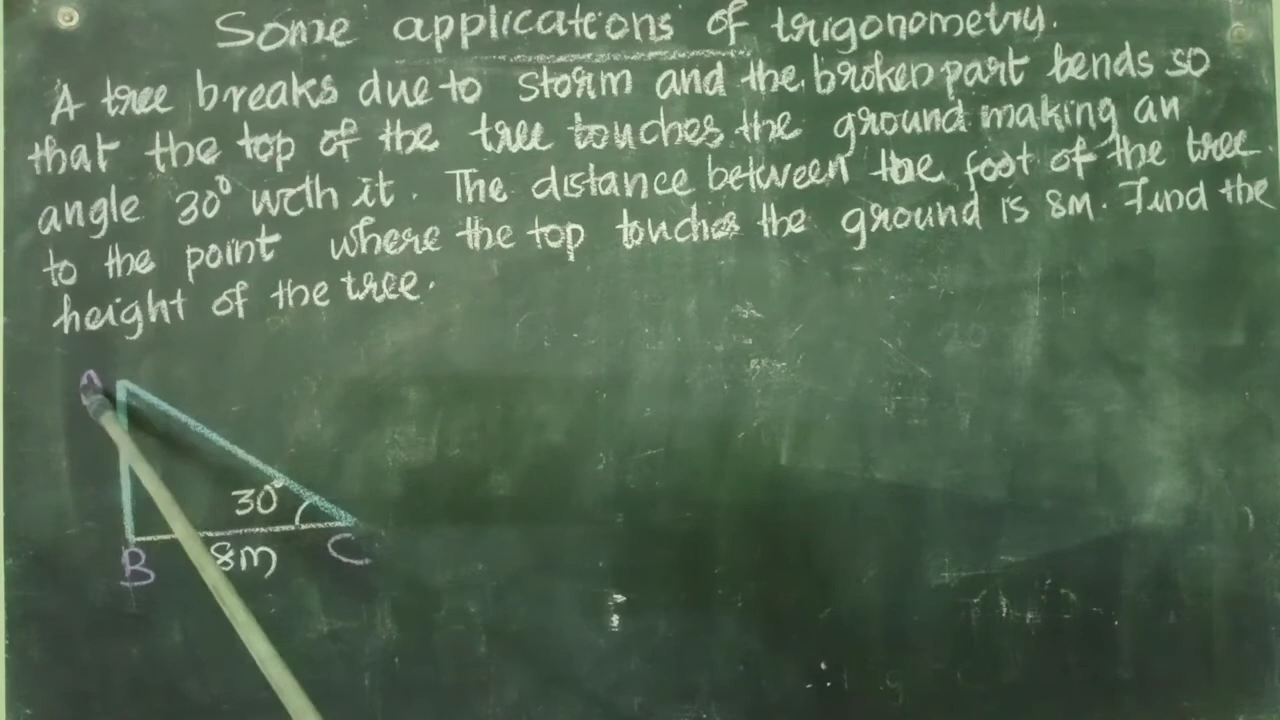 Some applications of trigonometry.
A tree breaks due to storm and the broken part bends so
that the top of the tree touches the ground making an
angle 30° with it. The distance between the foot of the tree
to the point where the top touches the ground is 8m. Find the
height of the tree.
A
30°
B 8m C